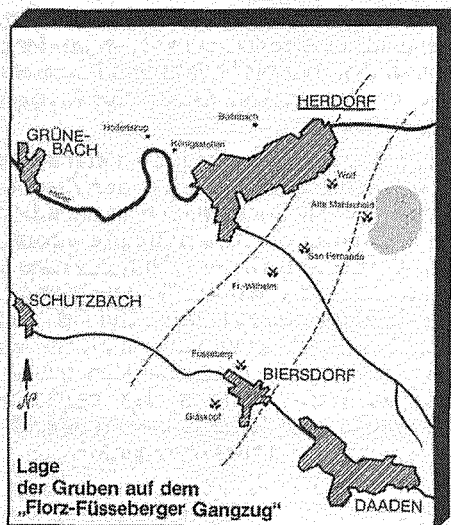 HERDORF
GRÜNE-
BACH
Hollertszug
Königsstollen
Wolf
Alte Mahlscheid
San Fernando
Fr.-Wilhelm
SCHUTZBACH
Füsseberg
BIERSDORF
Glaskopf
DAADEN
N
Lage
der Gruben auf dem
„Florz-Füsseberger Gangzug"